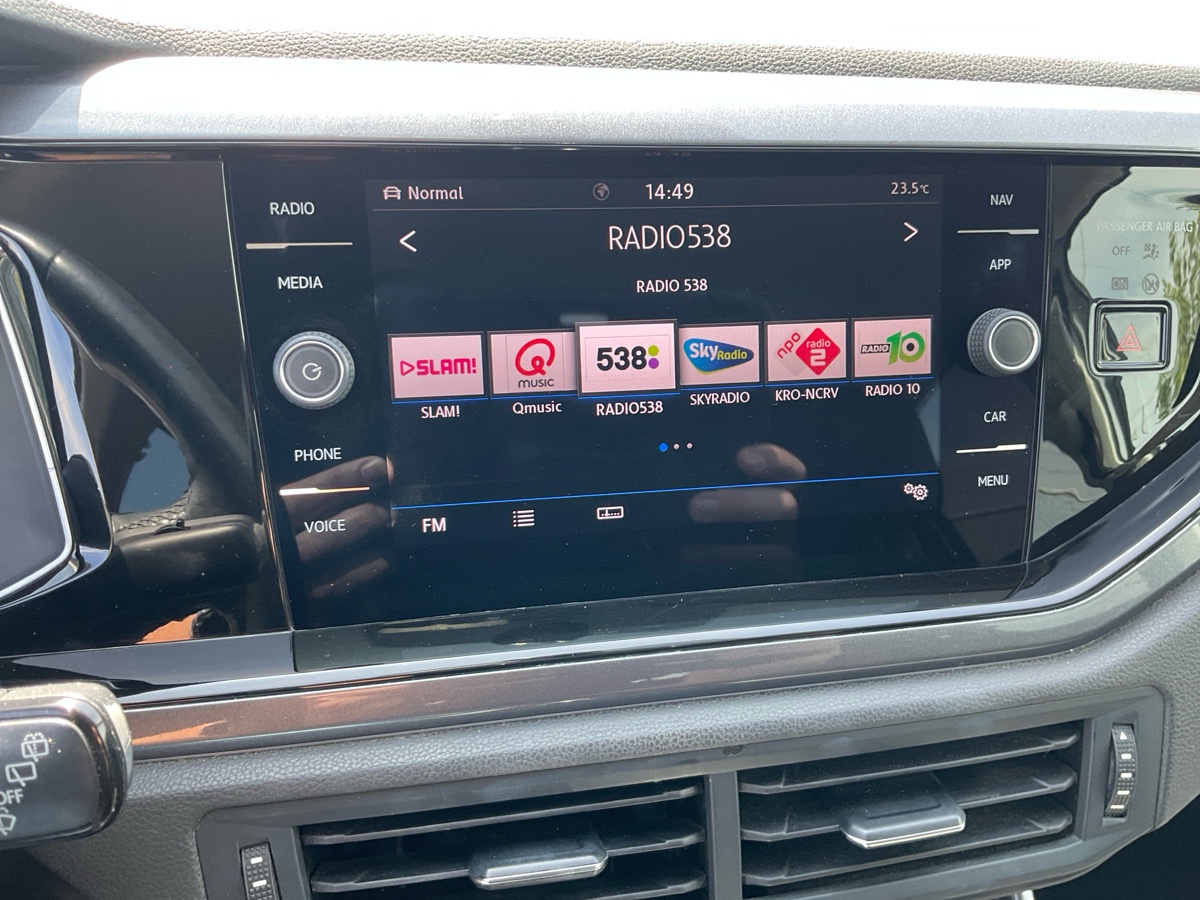 Normal
14:49
23.5°C
RADIO538
RADIO 538
SLAM!
Q MUSIC
538
Sky Radio
npo radio 2
RADIO 10
SLAM!
Qmusic
RADIO538
SKYRADIO
KRO-NCRV
RADIO 10
FM
RADIO
MEDIA
PHONE
VOICE
NAV
APP
CAR
MENU
PASSENGER AIR BAG
OFF
ON
OFF